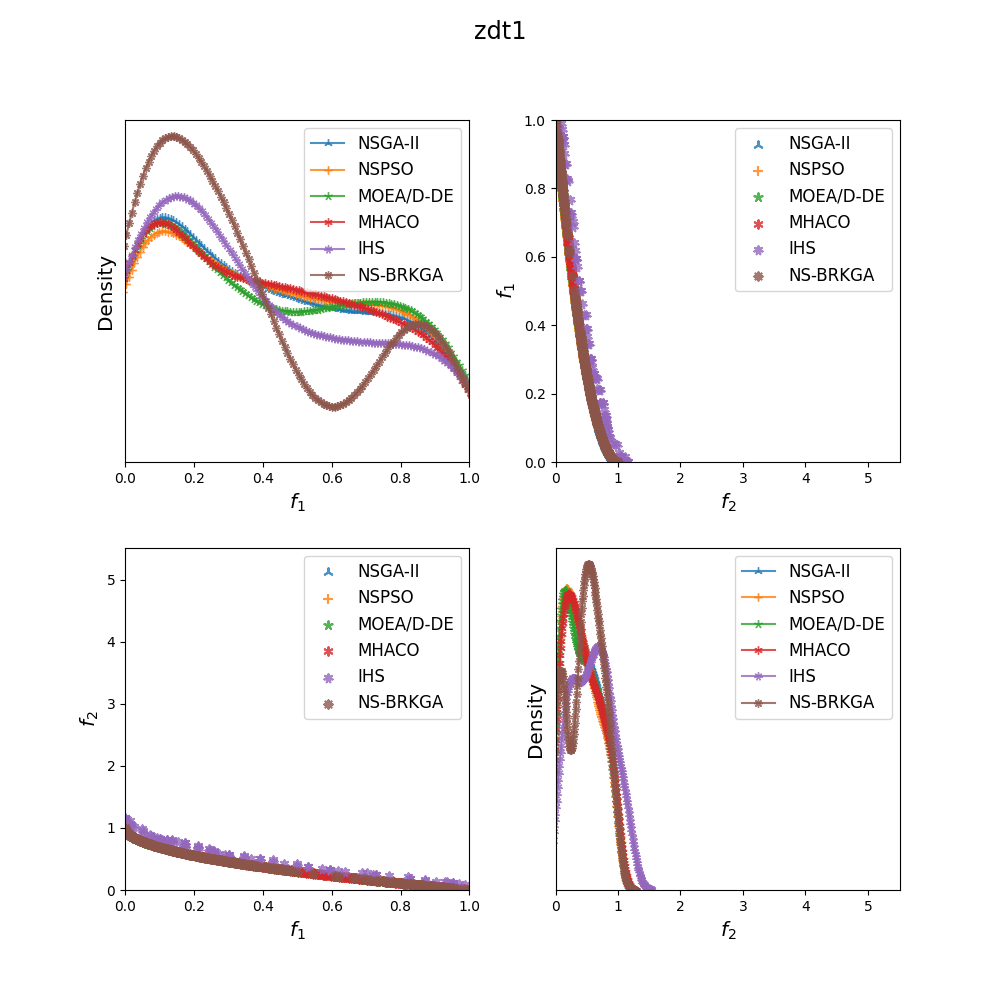 zdt1
Density
NSGA-II
NSPSO
MOEA/D-DE
MHACO
IHS
NS-BRKGA
0.0 0.2 0.4 0.6 0.8 1.0
f1
f1
1.0
0.8
0.6
0.4
0.2
0.0
NSGA-II
NSPSO
MOEA/D-DE
MHACO
IHS
NS-BRKGA
0 1 2 3 4 5
f2
f2
5
4
3
2
1
0
NSGA-II
NSPSO
MOEA/D-DE
MHACO
IHS
NS-BRKGA
0.0 0.2 0.4 0.6 0.8 1.0
f1
Density
NSGA-II
NSPSO
MOEA/D-DE
MHACO
IHS
NS-BRKGA
0 1 2 3 4 5
f2